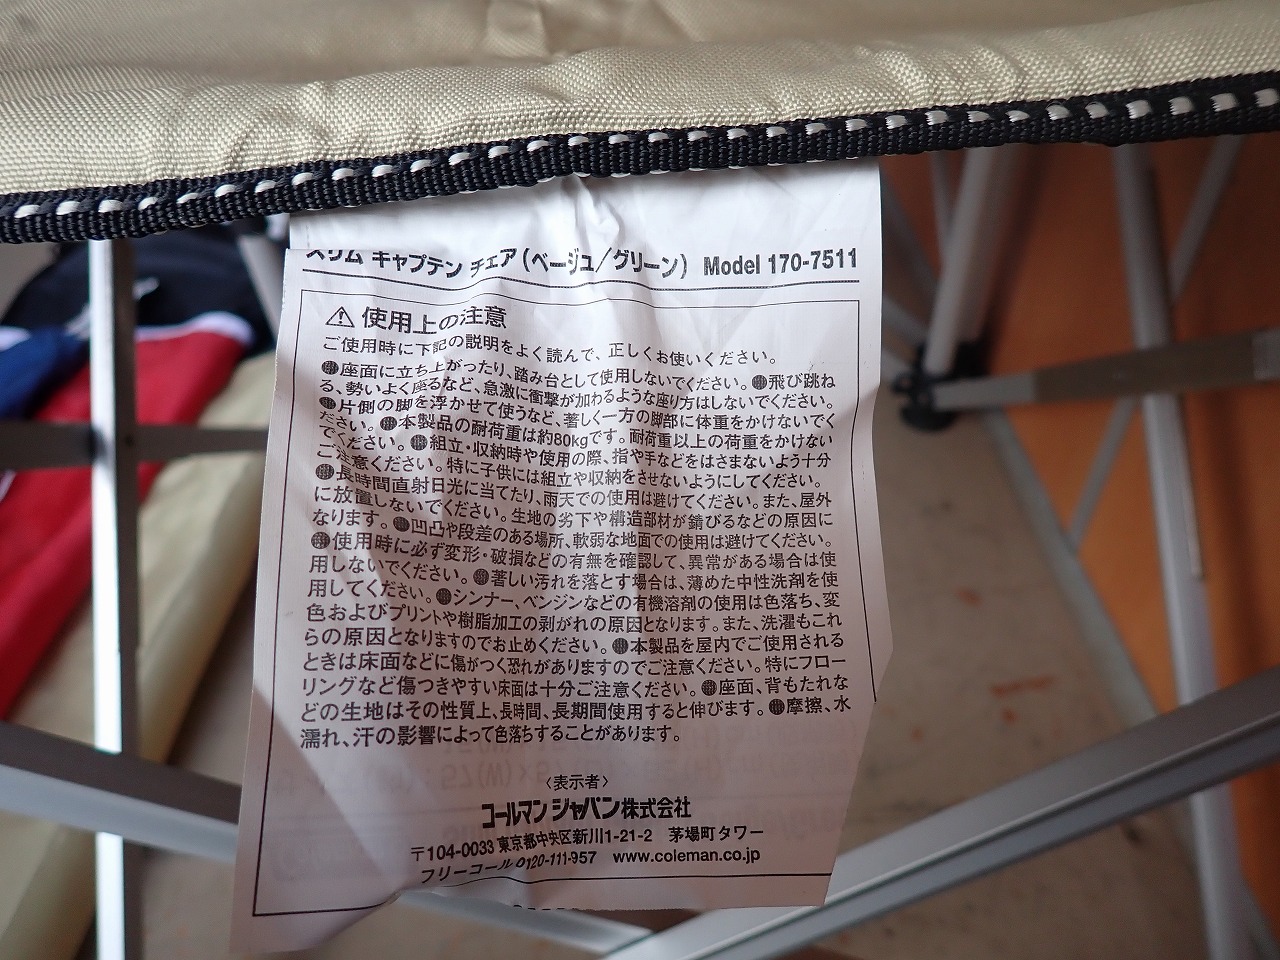 スリム キャプテン チェア(ベージュ/グリーン) Model 170-7511
⚠ 使用上の注意
ご使用時に下記の説明をよく読んで、正しくお使いください。
●座面に立ち上がったり、踏み台として使用しないでください。●飛び跳ね
る、勢いよく座るなど、急激に衝撃が加わるような座り方はしないでください。
●片側の脚を浮かせて使うなど、著しく一方の脚部に体重をかけないでく
ださい。●本製品の耐荷重は約80kgです。耐荷重以上の荷重をかけない
でください。●組立・収納時や使用の際、指や手などをはさまないよう十分
ご注意ください。特に子供には組立や収納をさせないようにしてください。
●長時間直射日光に当てたり、雨天での使用は避けてください。また、屋外
に放置しないでください。生地の劣下や構造部材が錆びるなどの原因に
なります。●凹凸や段差のある場所、軟弱な地面での使用は避けてください。
●使用時に必ず変形・破損などの有無を確認して、異常がある場合は使
用しないでください。●著しい汚れを落とす場合は、薄めた中性洗剤を使
用してください。●シンナー、ベンジンなどの有機溶剤の使用は色落ち、変
色およびプリントや樹脂加工の剥がれの原因となります。また、洗濯もこれ
らの原因となりますのでお止めください。●本製品を屋内でご使用される
ときは床面などに傷がつく恐れがありますのでご注意ください。特にフロー
リングなど傷つきやすい床面は十分ご注意ください。●座面、背もたれな
どの生地はその性質上、長時間、長期間使用すると伸びます。●摩擦、水
濡れ、汗の影響によって色落ちすることがあります。
〈表示者〉
コールマン ジャパン株式会社
〒104-0033 東京都中央区新川1-21-2 茅場町タワー
フリーコール 0120-111-957 www.coleman.co.jp